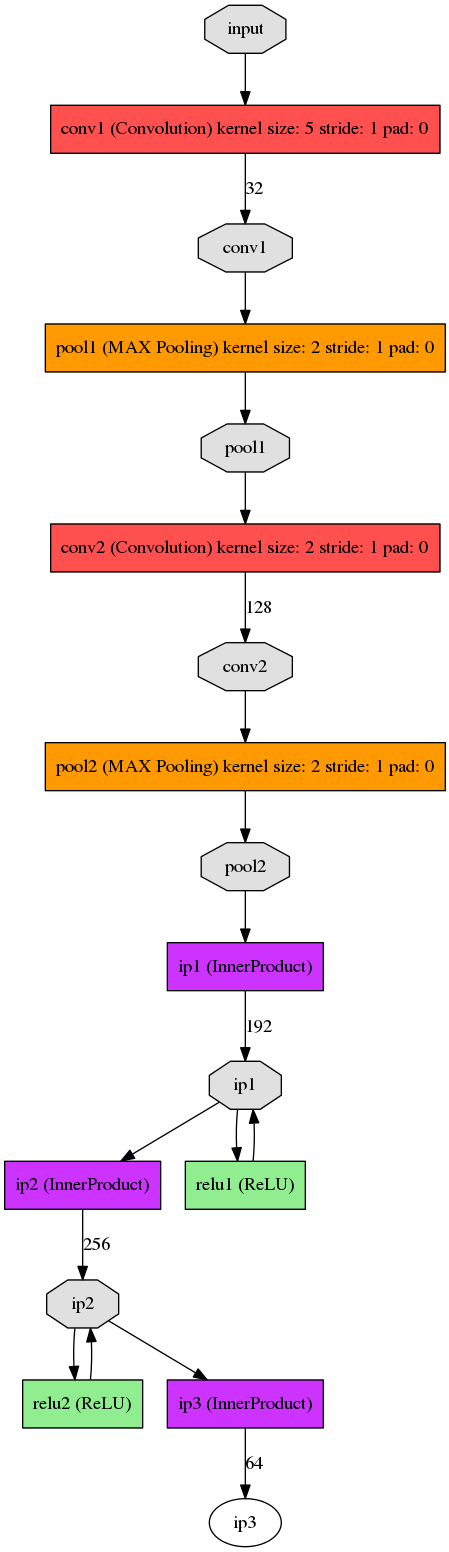 input
conv1 (Convolution) kernel size: 5 stride: 1 pad: 0
32
conv1
pool1 (MAX Pooling) kernel size: 2 stride: 1 pad: 0
pool1
conv2 (Convolution) kernel size: 2 stride: 1 pad: 0
128
conv2
pool2 (MAX Pooling) kernel size: 2 stride: 1 pad: 0
pool2
ip1 (InnerProduct)
192
ip1
ip2 (InnerProduct)
relu1 (ReLU)
256
ip2
relu2 (ReLU)
ip3 (InnerProduct)
64
ip3